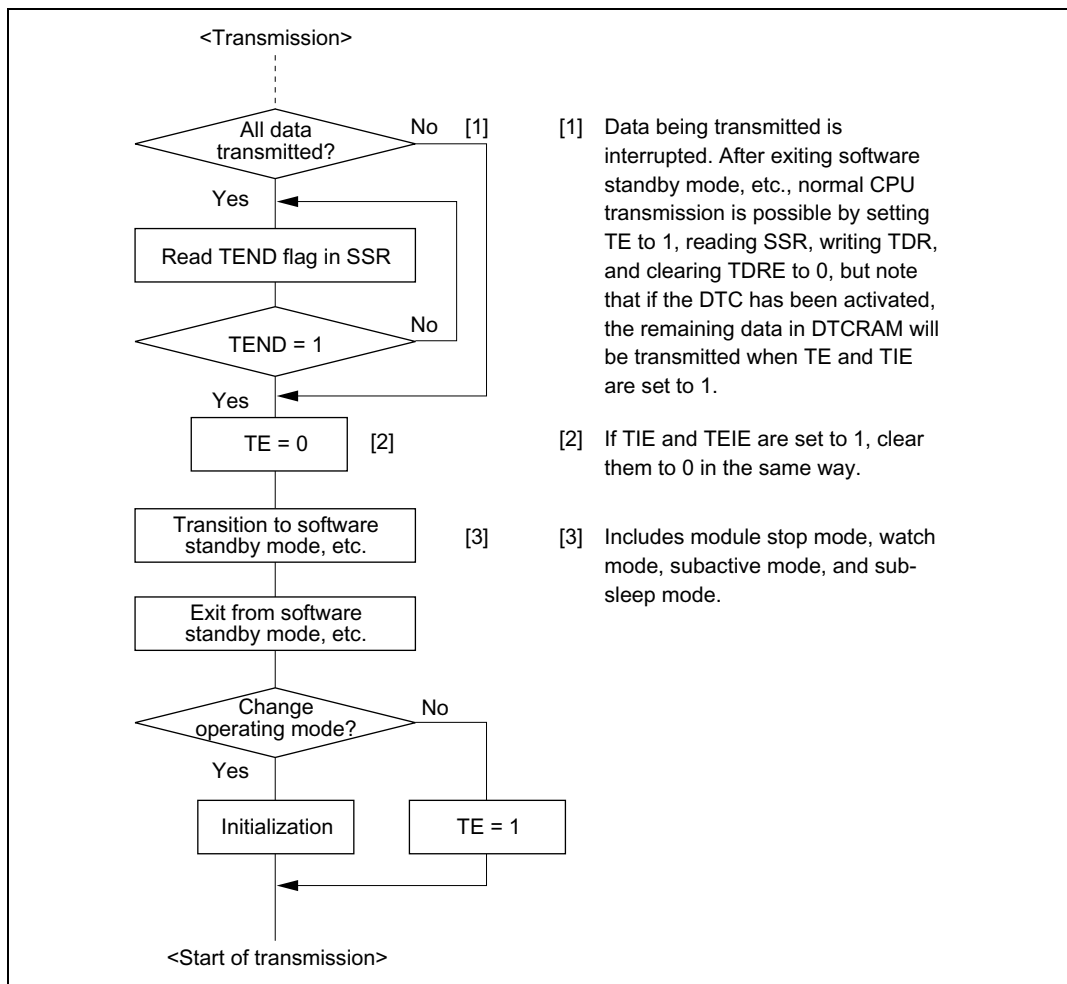 <Transmission>
All data
transmitted?
No
[1]
Yes
Read TEND flag in SSR
TEND = 1
No
Yes
TE = 0
[2]
Transition to software
standby mode, etc.
[3]
Exit from software
standby mode, etc.
Change
operating mode?
No
Yes
Initialization
TE = 1
<Start of transmission>
[1] Data being transmitted is
interrupted. After exiting software
standby mode, etc., normal CPU
transmission is possible by setting
TE to 1, reading SSR, writing TDR,
and clearing TDRE to 0, but note
that if the DTC has been activated,
the remaining data in DTCRAM will
be transmitted when TE and TIE
are set to 1.
[2] If TIE and TEIE are set to 1, clear
them to 0 in the same way.
[3] Includes module stop mode, watch
mode, subactive mode, and sub-
sleep mode.